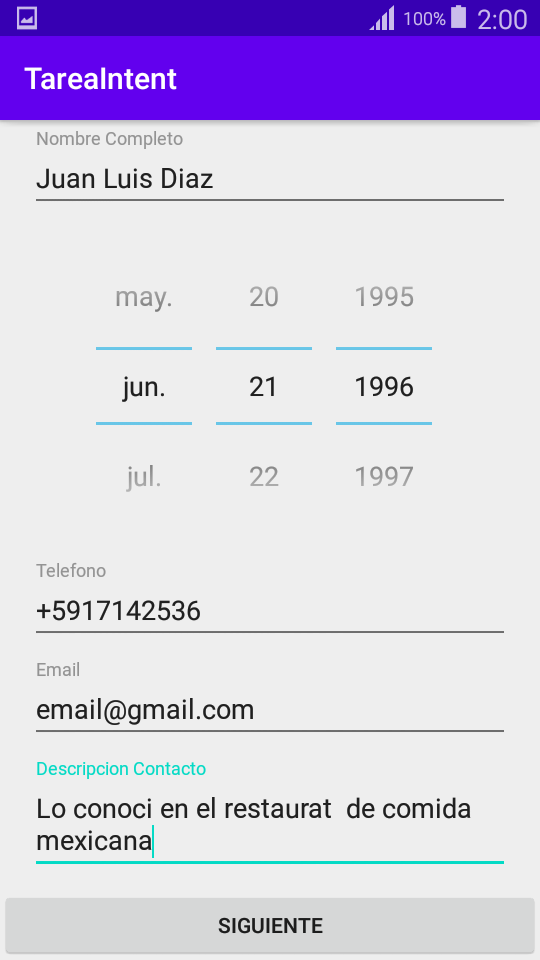 100% 2:00
TareaIntent
Nombre Completo
Juan Luis Diaz
may. 20 1995
jun. 21 1996
jul. 22 1997
Telefono
+5917142536
Email
email@gmail.com
Descripcion Contacto
Lo conoci en el restaurat  de comida
mexicana
SIGUIENTE